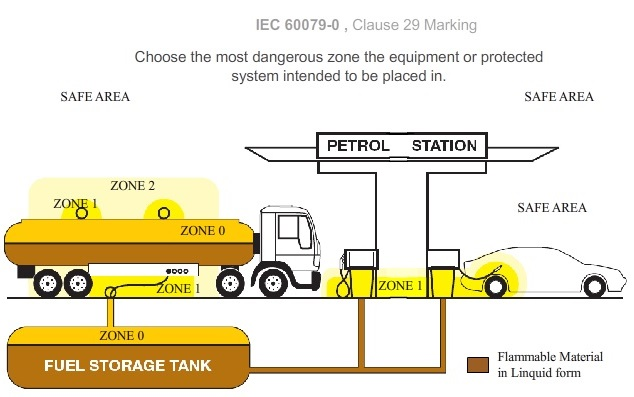 IEC 60079-0 , Clause 29 Marking
Choose the most dangerous zone the equipment or protected
system intended to be placed in.
SAFE AREA
SAFE AREA
PETROL STATION
ZONE 2
ZONE 1
SAFE AREA
ZONE 0
ZONE 1
ZONE 1
ZONE 0
FUEL STORAGE TANK
Flammable Material
in Linquid form